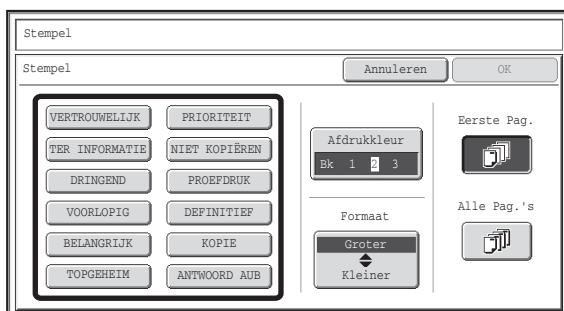 Stempel
Stempel
Annuleren
OK
VERTROUWELIJK
PRIORITEIT
TER INFORMATIE
NIET KOPIËREN
DRINGEND
PROEFDRUK
VOORLOPIG
DEFINITIEF
BELANGRIJK
KOPIE
TOPGEHEIM
ANTWOORD AUB
Afdrukkleur
Bk 1 2 3
Formaat
Groter
Kleiner
Eerste Pag.
Alle Pag.'s